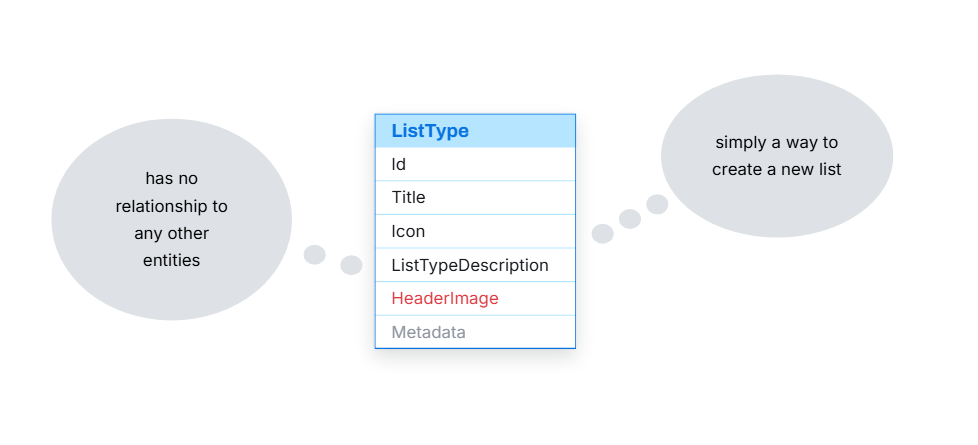 has no
relationship to
any other
entities
ListType
Id
Title
Icon
ListTypeDescription
HeaderImage
Metadata
simply a way to
create a new list